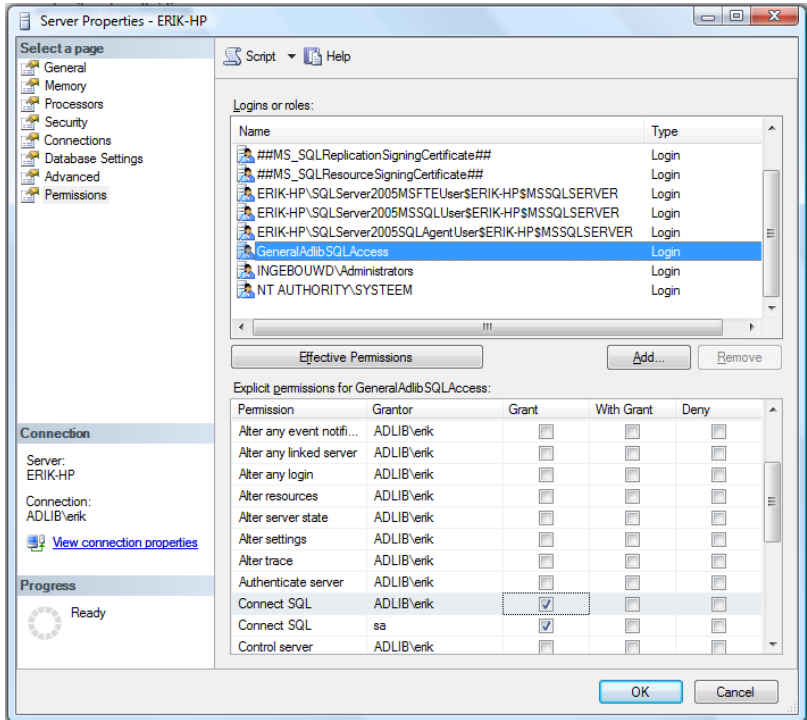 Server Properties - ERIK-HP
Select a page
General
Memory
Processors
Security
Connections
Database Settings
Advanced
Permissions
Script Help
Logins or roles:
Name Type
##MS_SQLReplicationSigningCertificate## Login
##MS_SQLResourceSigningCertificate## Login
ERIK-HP\SQLServer2005MSFTEUser$ERIK-HP$MSSQLSERVER Login
ERIK-HP\SQLServer2005MSSQLUser$ERIK-HP$MSSQLSERVER Login
ERIK-HP\SQLServer2005SQLAgentUser$ERIK-HP$MSSQLSERVER Login
GeneralAdlibSQLAccess Login
INGEBOUWD\Administrators Login
NT AUTHORITY\SYSTEEM Login
Effective Permissions Add... Remove
Explicit permissions for GeneralAdlibSQLAccess:
Permission Grantor Grant With Grant Deny
Alter any event notifi... ADLIB\erik
Alter any linked server ADLIB\erik
Alter any login ADLIB\erik
Alter resources ADLIB\erik
Alter server state ADLIB\erik
Alter settings ADLIB\erik
Alter trace ADLIB\erik
Authenticate server ADLIB\erik
Connect SQL ADLIB\erik
Connect SQL sa
Control server ADLIB\erik
Connection
Server:
ERIK-HP
Connection:
ADLIB\erik
View connection properties
Progress
Ready
OK Cancel